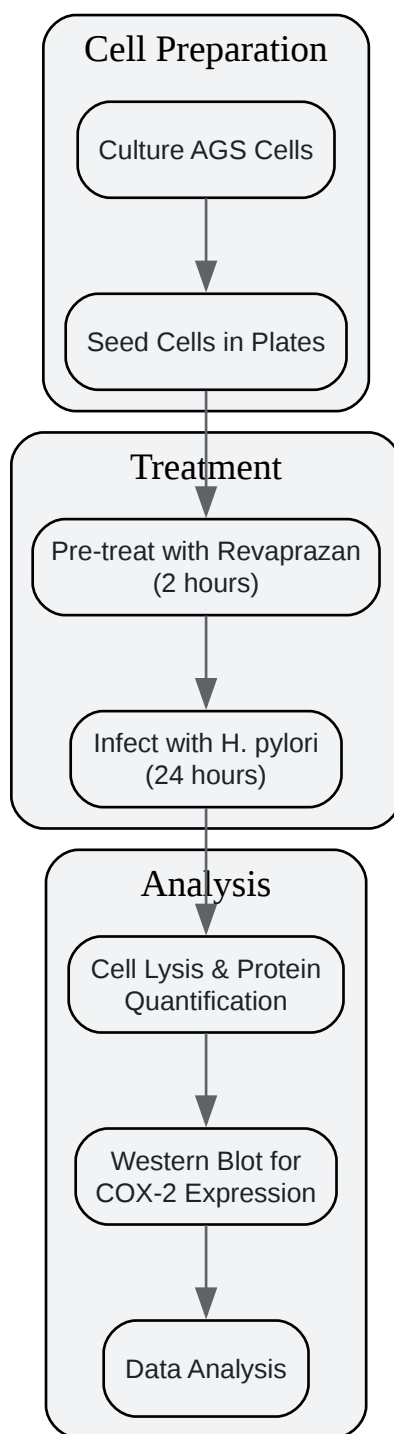 Cell Preparation
Culture AGS Cells
Seed Cells in Plates
Treatment
Pre-treat with Revaprazan
(2 hours)
Infect with H. pylori
(24 hours)
Analysis
Cell Lysis & Protein
Quantification
Western Blot for
COX-2 Expression
Data Analysis